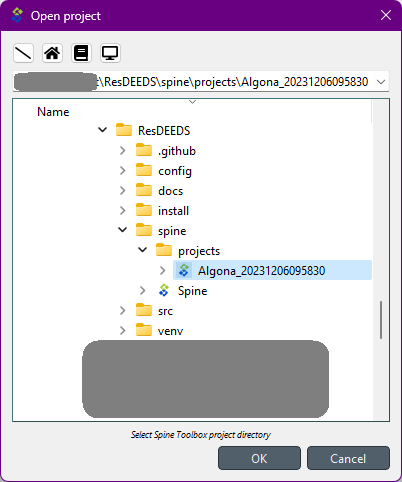 Open project
:\ResDEEDS\spine\projects\Algona_20231206095830
Name
ResDEEDS
.github
config
docs
install
spine
projects
Algona_20231206095830
Spine
src
venv
Select Spine Toolbox project directory
OK Cancel